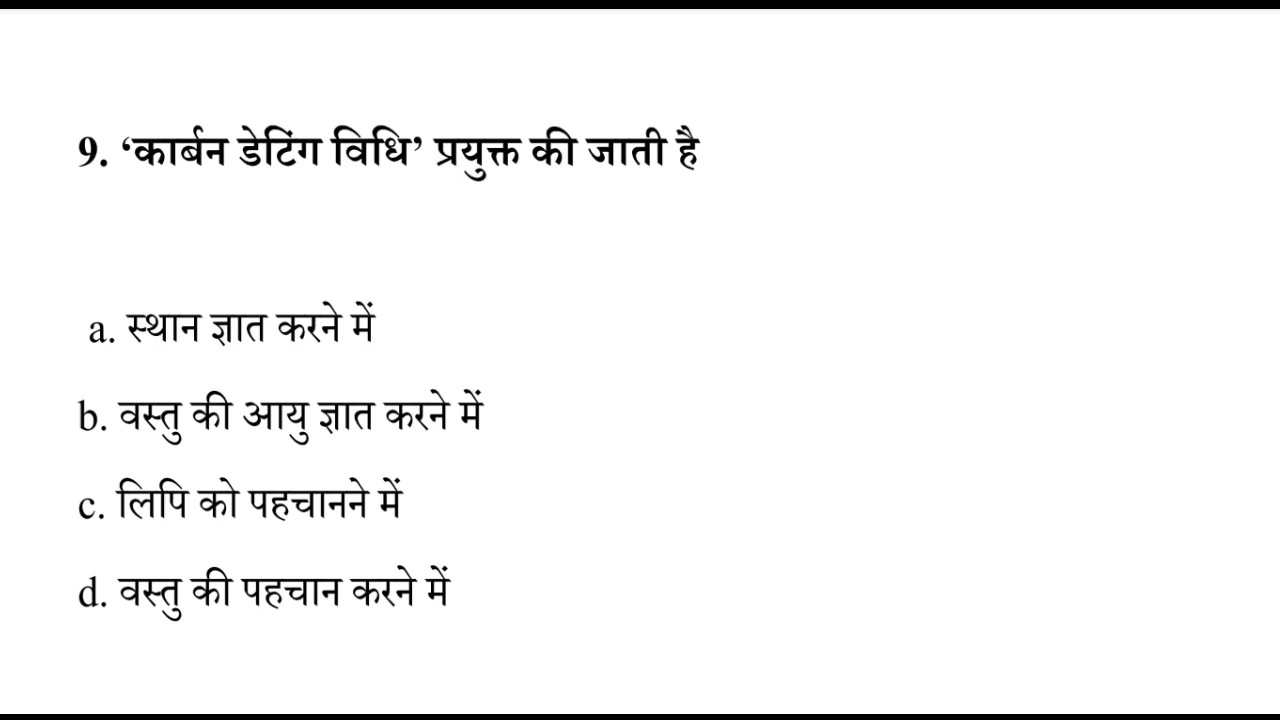 9. ‘कार्बन डेटिंग विधि’ प्रयुक्त की जाती है
a. स्थान ज्ञात करने में
b. वस्तु की आयु ज्ञात करने में
c. लिपि को पहचानने में
d. वस्तु की पहचान करने में